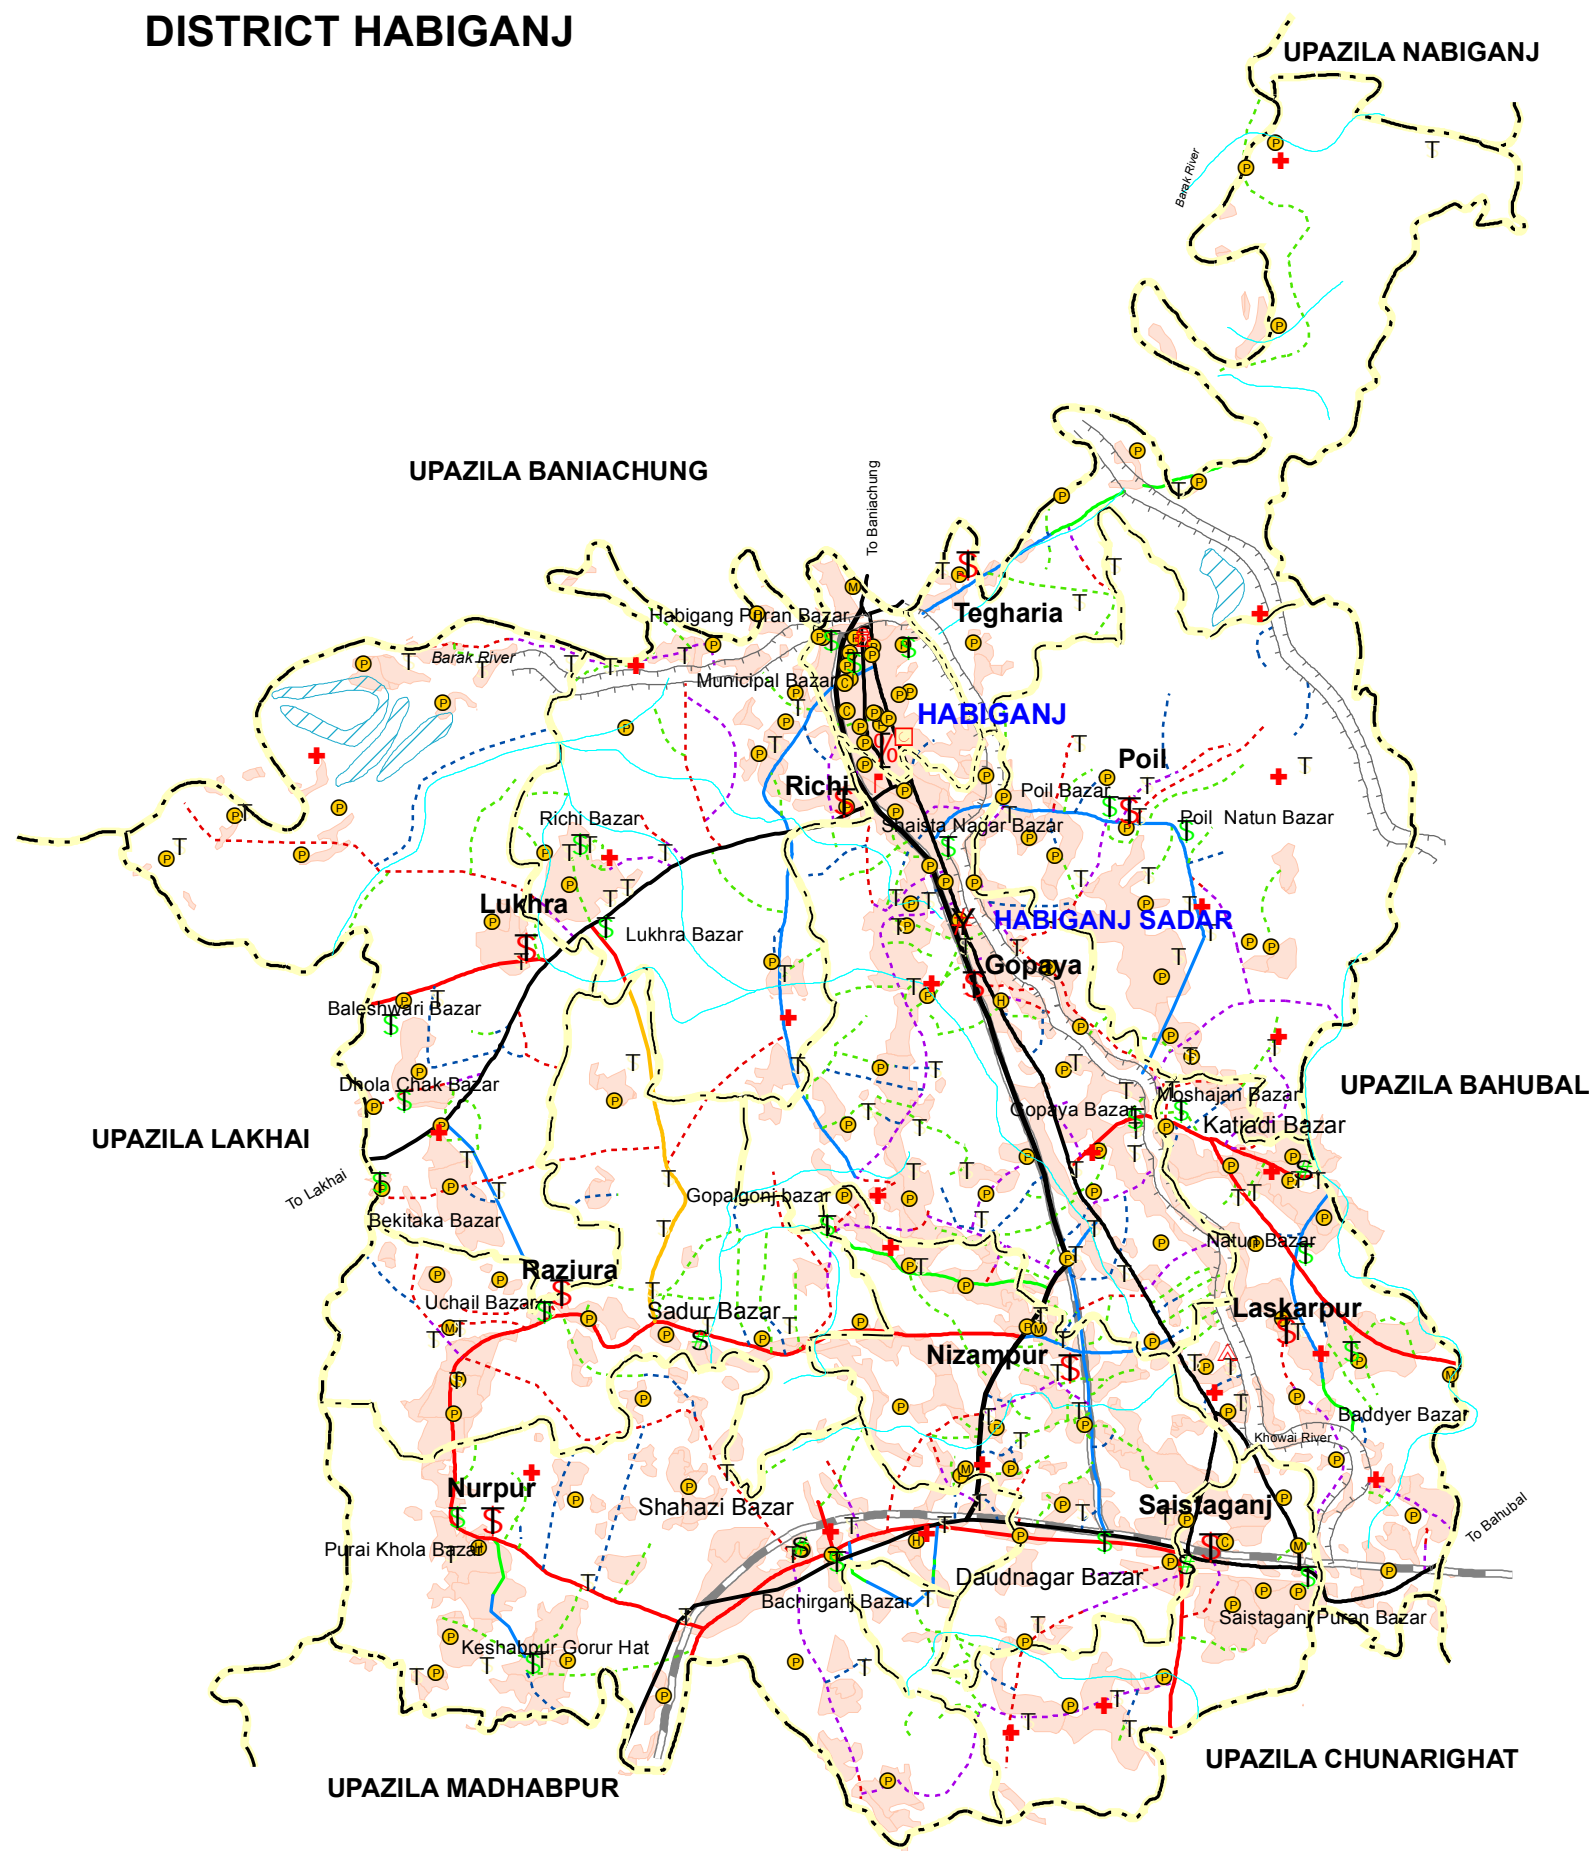 DISTRICT HABIGANJ
UPAZILA NABIGANJ
Barak River
UPAZILA BANIACHUNG
To Baniachung
Habigang Puran Bazar
Tegharia
Barak River
Municipal Bazar
HABIGANJ
Poil
Richi
Poil Bazar
Richi Bazar
Shaista Nagar Bazar
Poil Natun Bazar
Lukhra
Lukhra Bazar
HABIGANJ SADAR
Gopaya
Baleshwari Bazar
Dhola Chak Bazar
UPAZILA BAHUBAL
Moshajan Bazar
Gopaya Bazar
Katiadi Bazar
UPAZILA LAKHAI
To Lakhai
Gopalgonj bazar
Bekitaka Bazar
Natun Bazar
Raziura
Uchail Bazar
Sadur Bazar
Laskarpur
Nizampur
Baddyer Bazar
Khowai River
Nurpur
Shahazi Bazar
Saistaganj
To Bahubal
Purai Khola Bazar
Daudnagar Bazar
Bachirganj Bazar
Saistaganj Puran Bazar
Keshabpur Gorur Hat
UPAZILA CHUNARIGHAT
UPAZILA MADHABPUR